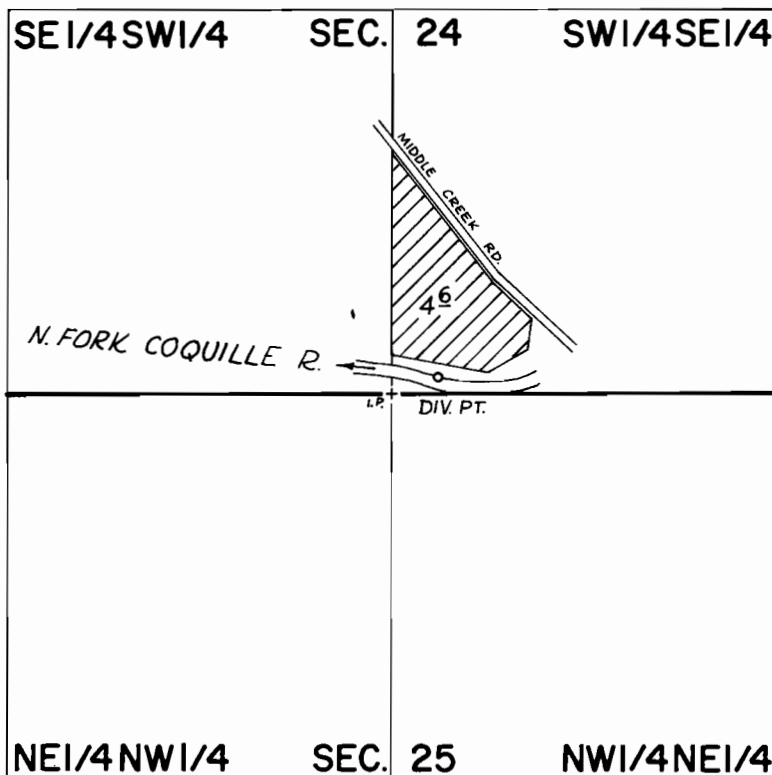 SE1/4SW1/4 SEC. 24 SW1/4SE1/4
MIDDLE CREEK RD.
4 6
N. FORK COQUILLE R.
I.P. DIV. PT.
NE1/4NW1/4 SEC. 25 NW1/4NE1/4